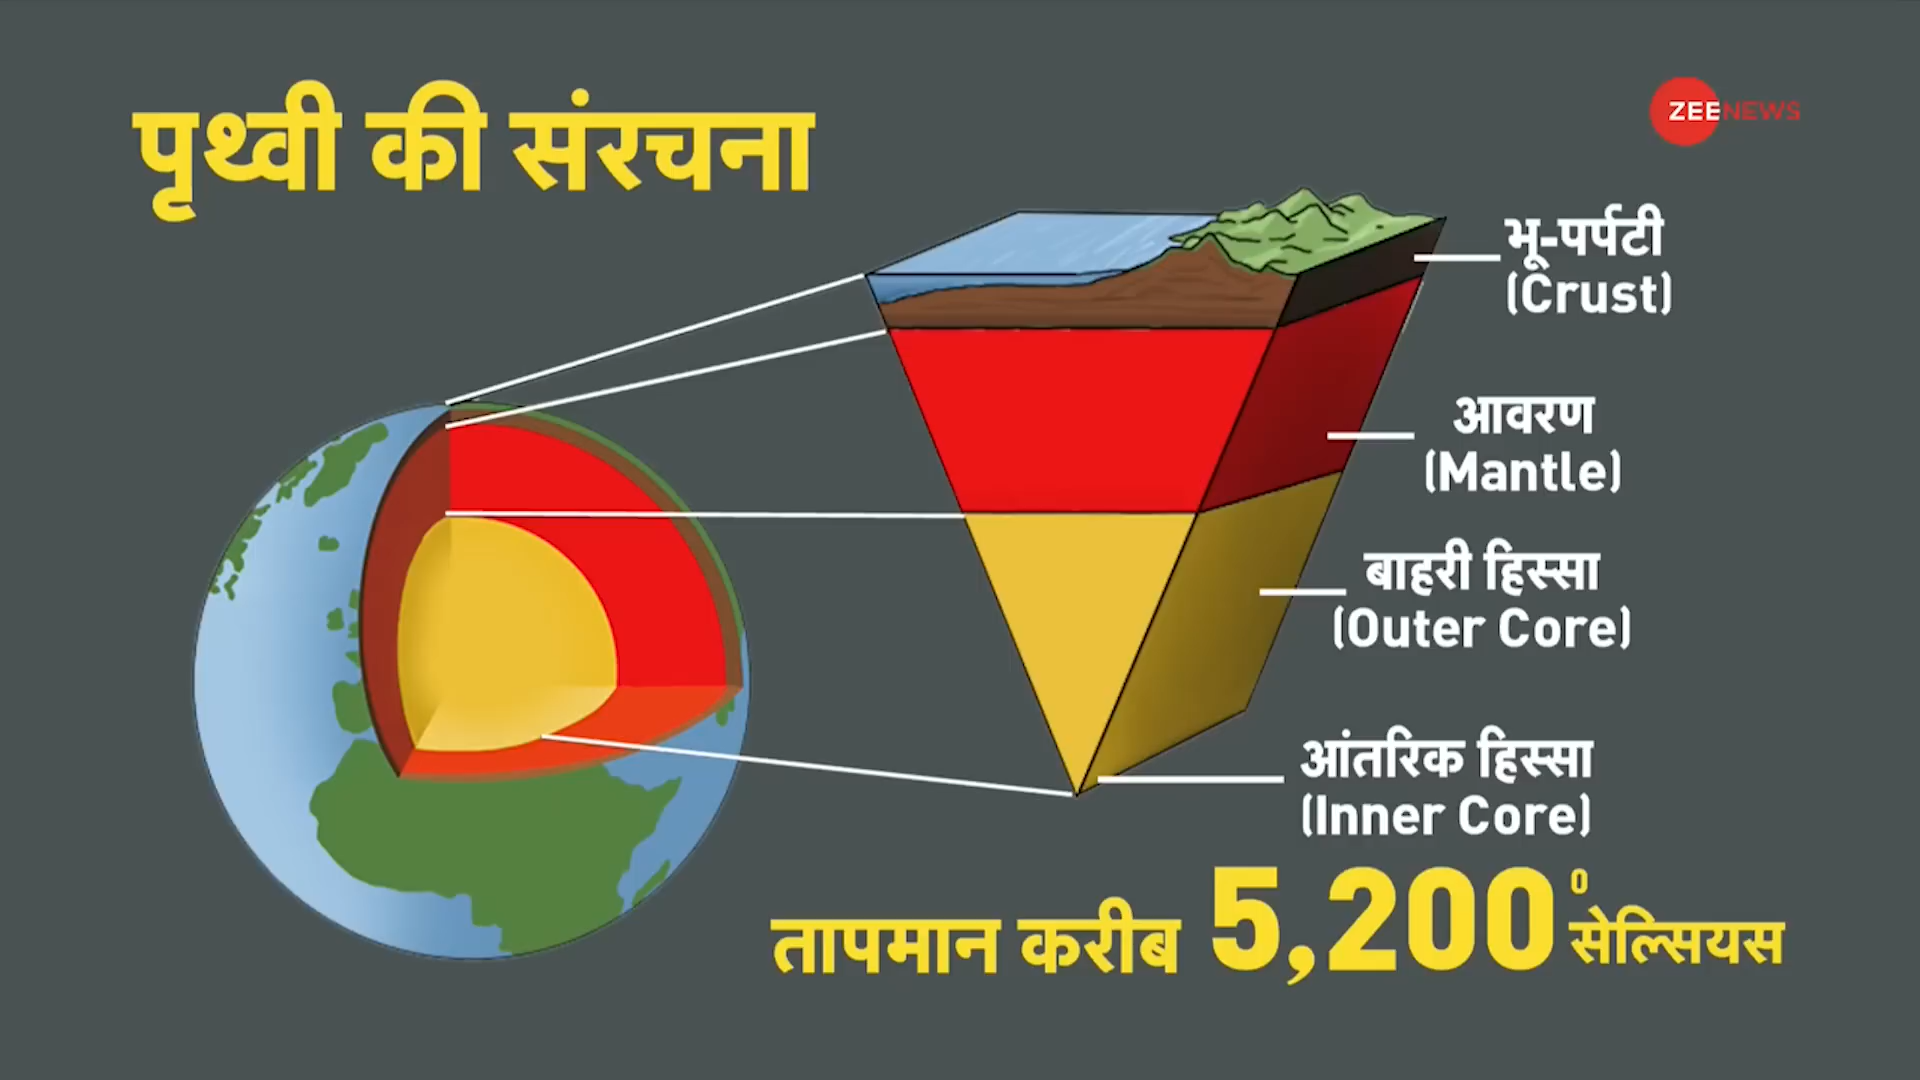 पृथ्वी की संरचना
ZEENEWS
भू-पर्पटी
(Crust)
आवरण
(Mantle)
बाहरी हिस्सा
(Outer Core)
आंतरिक हिस्सा
(Inner Core)
तापमान करीब 5,200° सेल्सियस